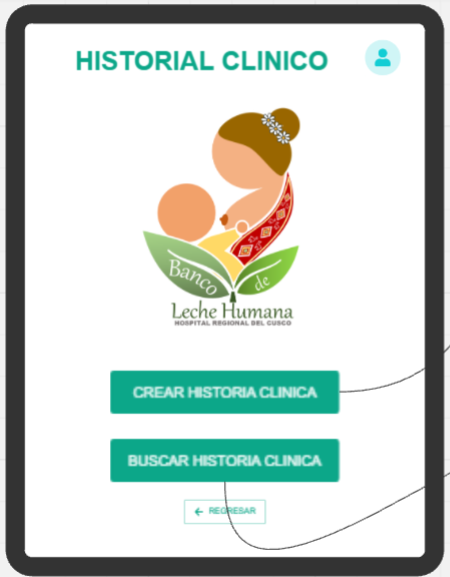 HISTORIAL CLINICO
Banco de
Leche Humana
HOSPITAL REGIONAL DEL CUSCO
CREAR HISTORIA CLINICA
BUSCAR HISTORIA CLINICA
REGRESAR